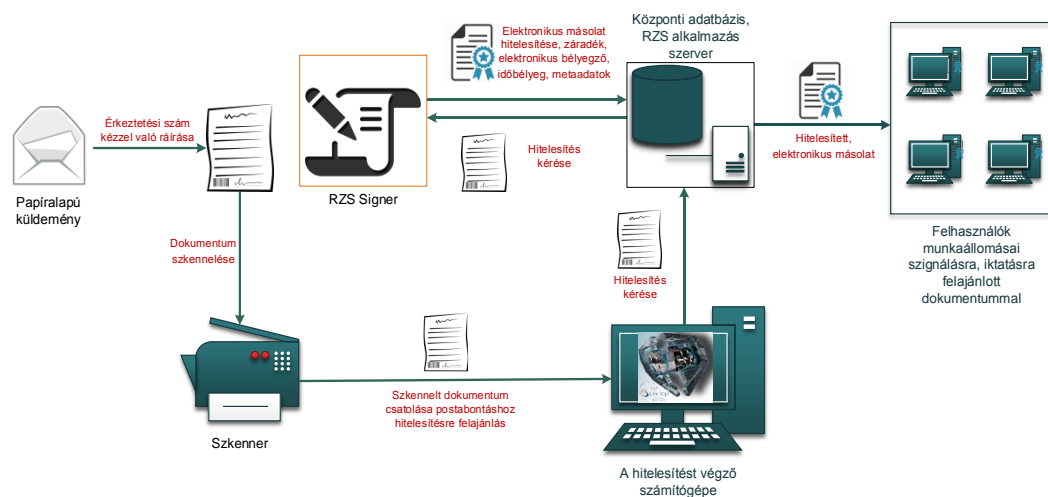 Elektronikus másolat
hitelesítése, záradék,
elektronikus bélyegző,
időbélyeg, metaadatok
Központi adatbázis,
RZS alkalmazás
szerver
Érkeztetési szám
kézzel való ráírása
Hitelesítés
kérése
Hitelesített,
elektronikus másolat
Papíralapú
küldemény
RZS Signer
Dokumentum
szkennelése
Hitelesítés
kérése
Felhasználók
munkaállomásai
szignálásra, iktatásra
felajánlott
dokumentummal
Szkennelt dokumentum
csatolása postabontáshoz
hitelesítésre felajánlás
Szkenner
A hitelesítést végző
számítógépe